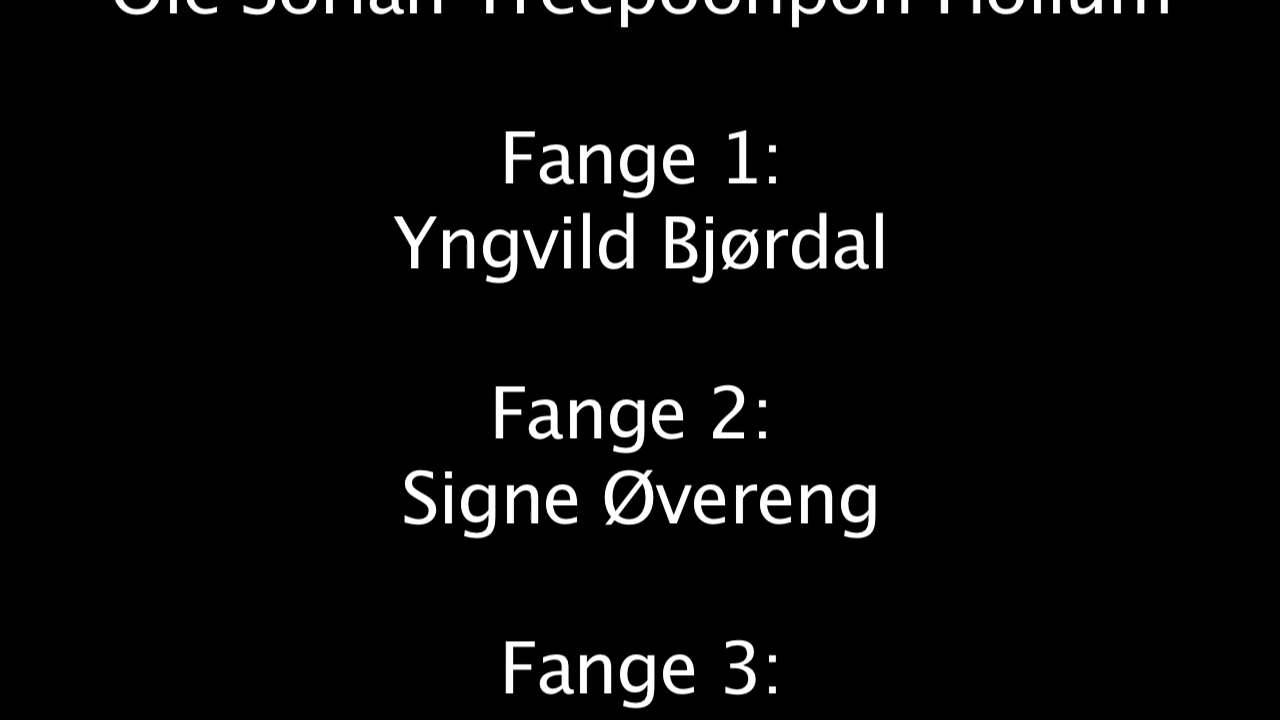 Fange 1:
Yngvild Bjørdal
Fange 2:
Signe Øvereng
Fange 3: